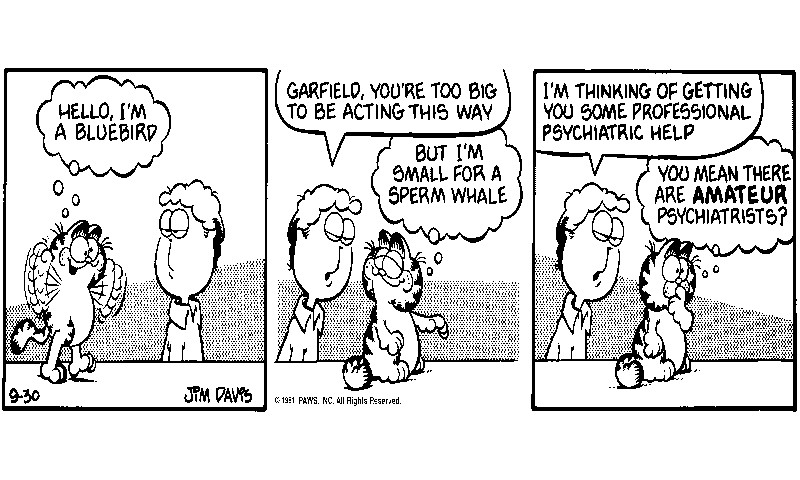 HELLO, I'M
A BLUEBIRD
9-30
JIM DAVIS
GARFIELD, YOU'RE TOO BIG
TO BE ACTING THIS WAY
BUT I'M
SMALL FOR A
SPERM WHALE
© 1981 PAWS, INC. All Rights Reserved.
I'M THINKING OF GETTING
YOU SOME PROFESSIONAL
PSYCHIATRIC HELP
YOU MEAN THERE
ARE AMATEUR
PSYCHIATRISTS?